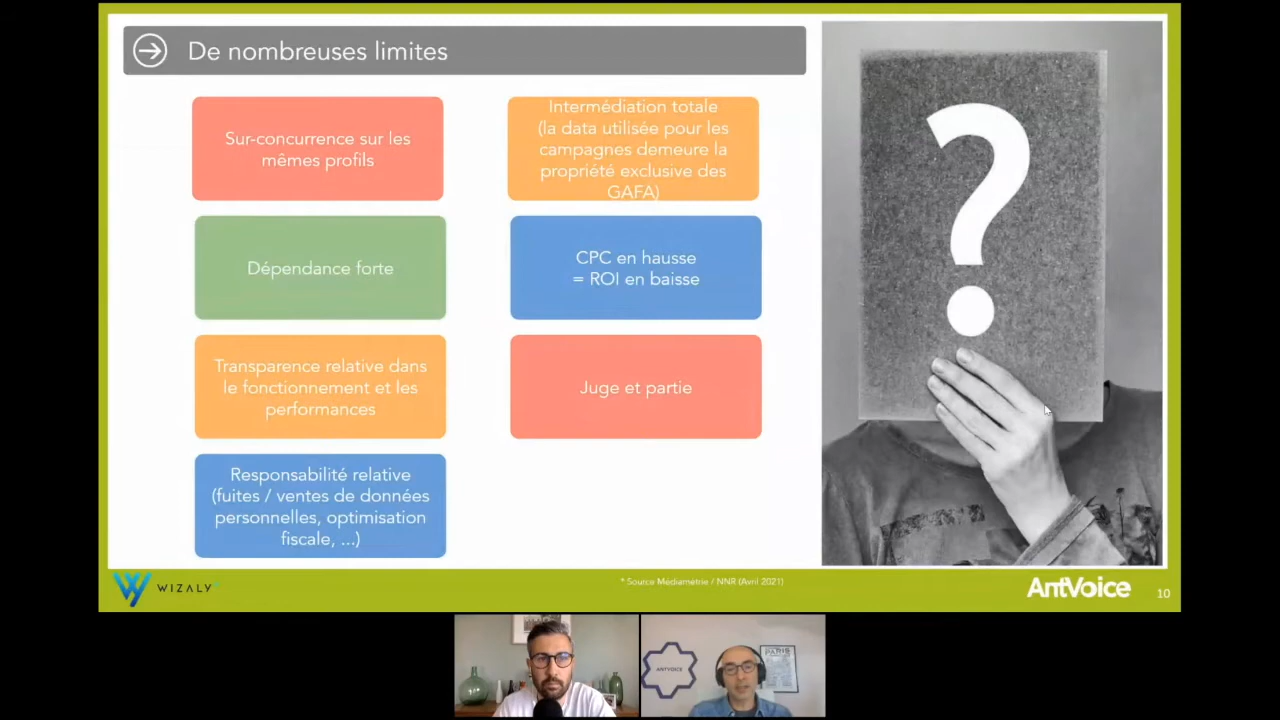 De nombreuses limites
Sur-concurrence sur les
mêmes profils
Intermédiation totale
(la data utilisée pour les
campagnes demeure la
propriété exclusive des
GAFA)
Dépendance forte
CPC en hausse
= ROI en baisse
Transparence relative dans
le fonctionnement et les
performances
Juge et partie
Responsabilité relative
(fuites / ventes de données
personnelles, optimisation
fiscale, ...)
?
WIZALY
* Source Médiamétrie / NNR (Avril 2021)
AntVoice
10
ANTVOICE
PARIS